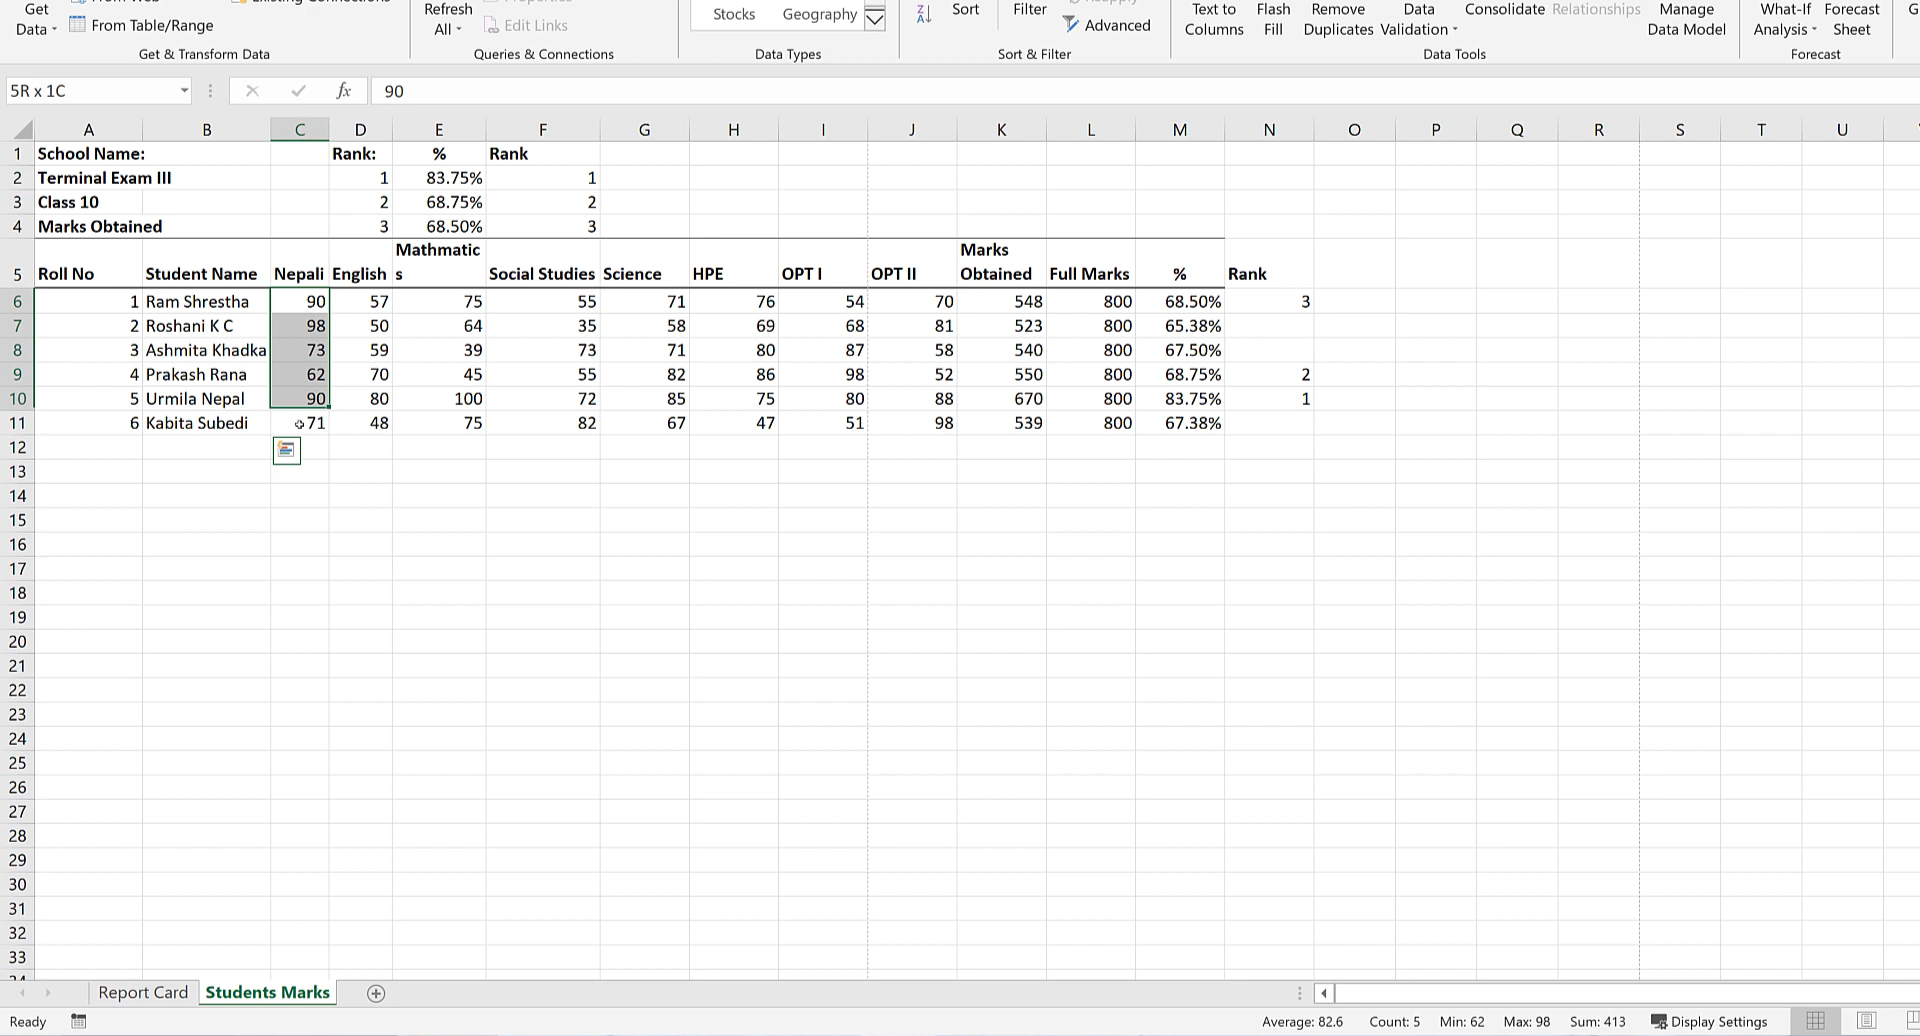 Get
Data
From Table/Range
Existing Connections
Refresh
All
Properties
Edit Links
Stocks
Geography
Z
A
Sort
Filter
Reapply
Advanced
Text to
Columns
Flash
Fill
Remove
Duplicates
Data
Validation
Consolidate
Relationships
Manage
Data Model
What-If
Analysis
Forecast
Sheet
Get & Transform Data
Queries & Connections
Data Types
Sort & Filter
Data Tools
Forecast
5R x 1C
fx
90
A B C D E F G H I J K L M N O P Q R S T U
1 School Name: Rank: % Rank
2 Terminal Exam III 1 83.75% 1
3 Class 10 2 68.75% 2
4 Marks Obtained 3 68.50% 3
Mathmatic Marks
5 Roll No Student Name Nepali English s Social Studies Science HPE OPT I OPT II Obtained Full Marks % Rank
6 1 Ram Shrestha 90 57 75 55 71 76 54 70 548 800 68.50% 3
7 2 Roshani K C 98 50 64 35 58 69 68 81 523 800 65.38%
8 3 Ashmita Khadka 73 59 39 73 71 80 87 58 540 800 67.50%
9 4 Prakash Rana 62 70 45 55 82 86 98 52 550 800 68.75% 2
10 5 Urmila Nepal 90 80 100 72 85 75 80 88 670 800 83.75% 1
11 6 Kabita Subedi 71 48 75 82 67 47 51 98 539 800 67.38%
12
13
14
15
16
17
18
19
20
21
22
23
24
25
26
27
28
29
30
31
32
33
Report Card Students Marks
Ready Average: 82.6 Count: 5 Min: 62 Max: 98 Sum: 413 Display Settings